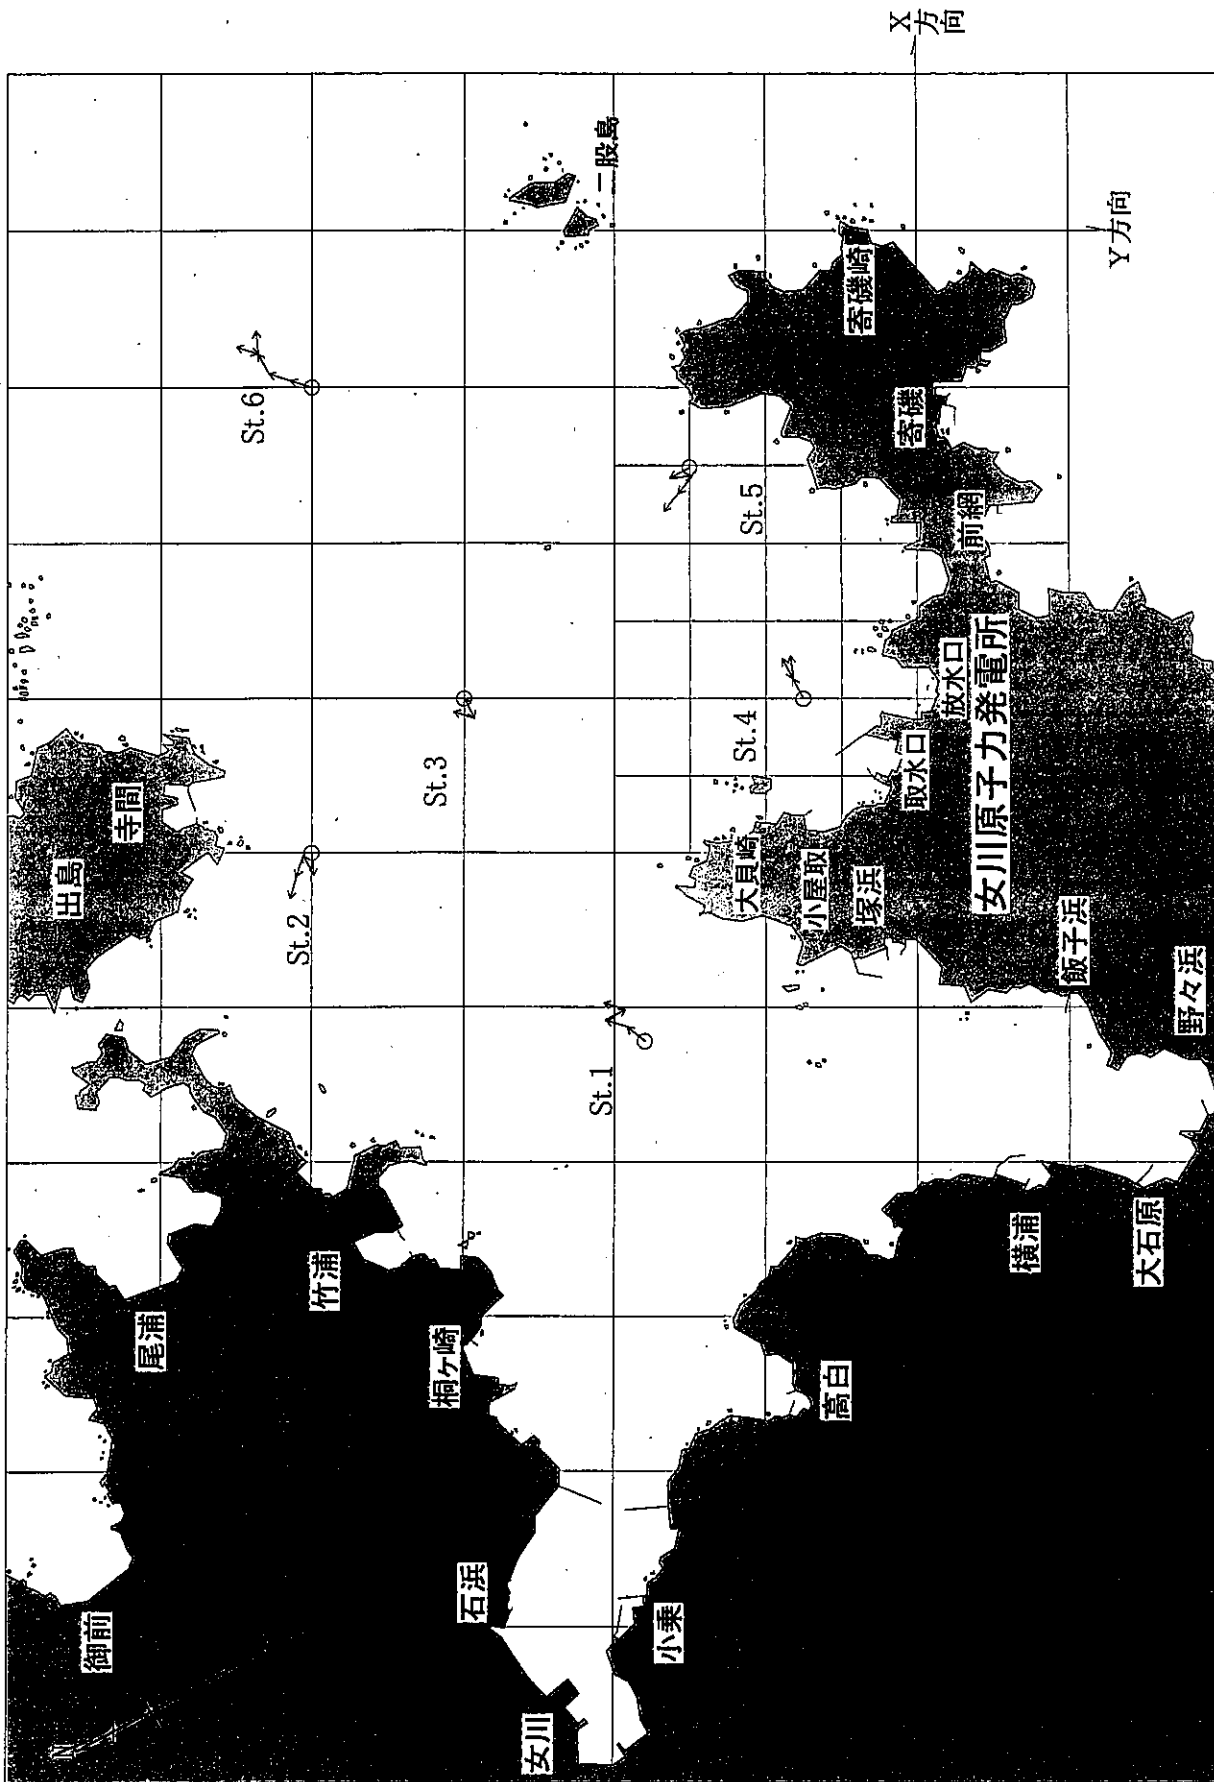 出島
寺間
御前
尾浦
竹浦
桐ヶ崎
石浜
女川
小乗
高白
横浦
大石原
野々浜
飯子浜
塚浜
小屋取
大貝崎
取水口
放水口
女川原子力発電所
前網
寄磯
寄磯崎
二股島
St.1
St.2
St.3
St.4
St.5
St.6
X方向
Y方向
N